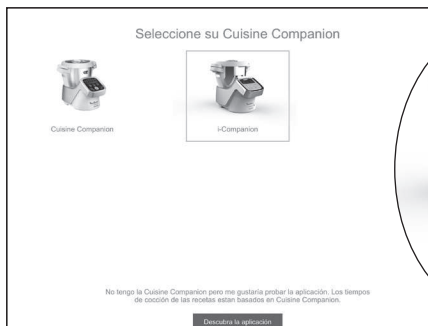 Seleccione su Cuisine Companion
Cuisine Companion
i-Companion
No tengo la Cuisine Companion pero me gustaría probar la aplicación. Los tiempos
de cocción de las recetas estan basados en Cuisine Companion.
Descubra la aplicación